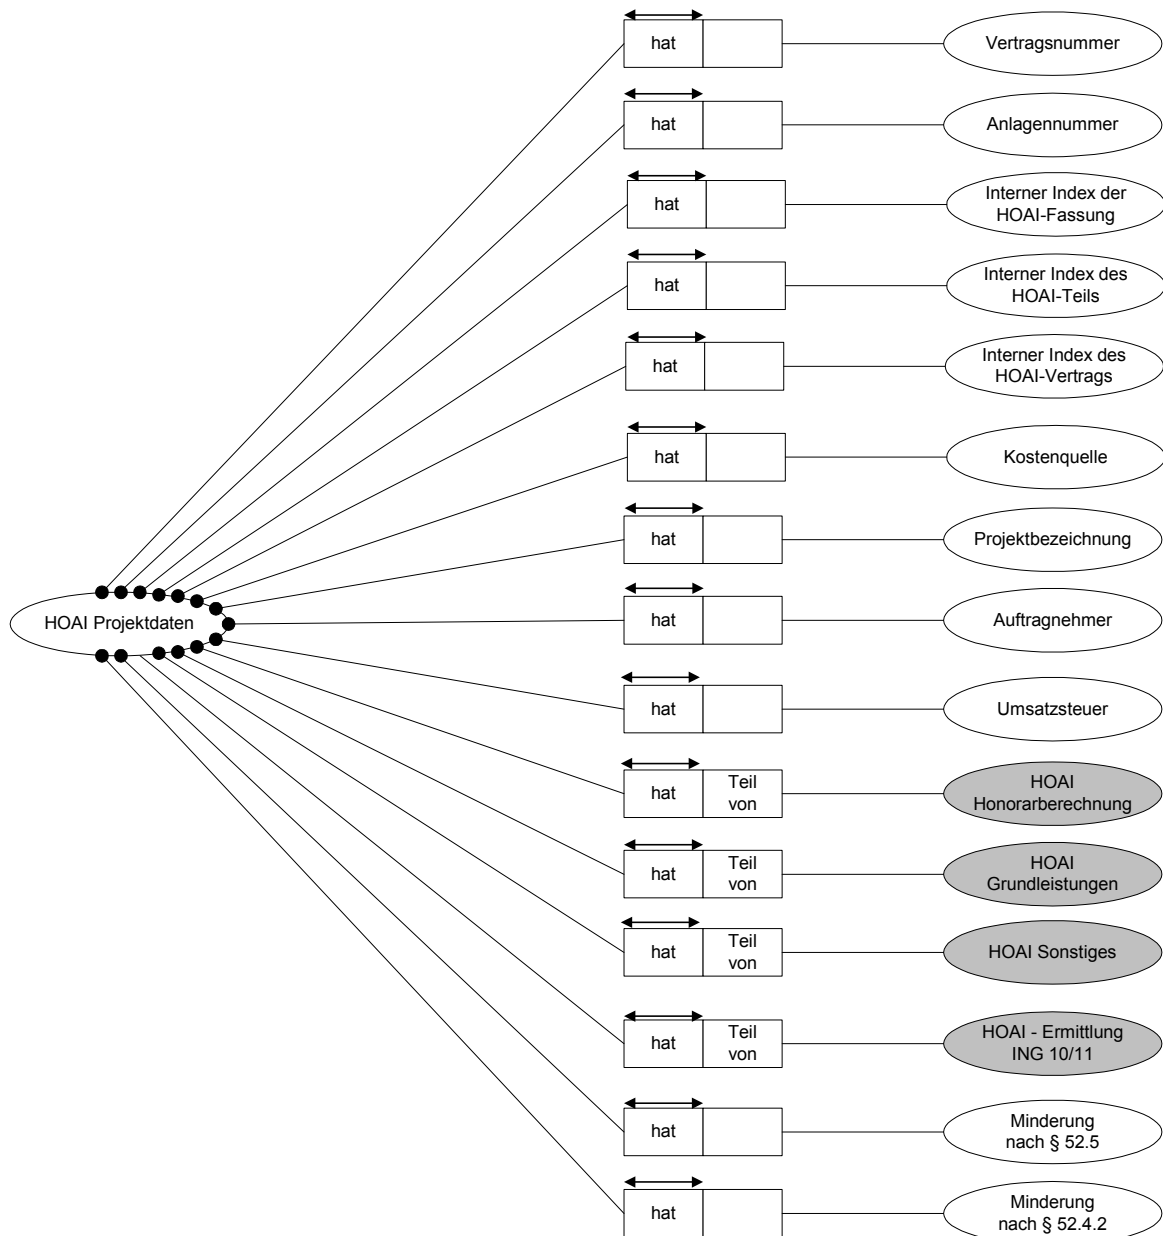 hat
Vertragsnummer
hat
Anlagennummer
hat
Interner Index der
HOAI-Fassung
hat
Interner Index des
HOAI-Teils
hat
Interner Index des
HOAI-Vertrags
hat
Kostenquelle
hat
Projektbezeichnung
HOAI Projektdaten
hat
Auftragnehmer
hat
Umsatzsteuer
hat
Teil
von
HOAI
Honorarberechnung
hat
Teil
von
HOAI
Grundleistungen
hat
Teil
von
HOAI Sonstiges
hat
Teil
von
HOAI - Ermittlung
ING 10/11
hat
Minderung
nach § 52.5
hat
Minderung
nach § 52.4.2